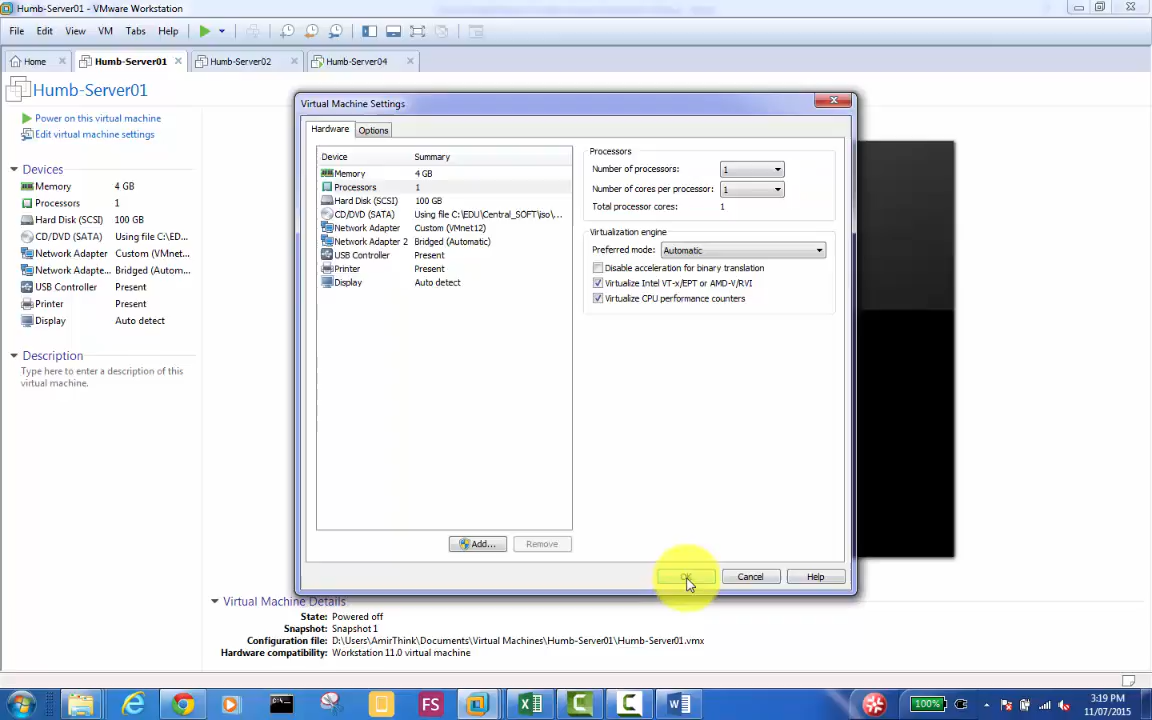 Humb-Server01 - VMware Workstation
File Edit View VM Tabs Help
Home Humb-Server01 Humb-Server02 Humb-Server04
Humb-Server01
Power on this virtual machine
Edit virtual machine settings
Devices
Memory 4 GB
Processors 1
Hard Disk (SCSI) 100 GB
CD/DVD (SATA) Using file C:\ED...
Network Adapter Custom (VMnet...
Network Adapte... Bridged (Autom...
USB Controller Present
Printer Present
Display Auto detect
Description
Type here to enter a description of this
virtual machine.
Virtual Machine Settings
Hardware Options
Device Summary
Memory 4 GB
Processors 1
Hard Disk (SCSI) 100 GB
CD/DVD (SATA) Using file C:\EDU\Central_SOFT\iso\...
Network Adapter Custom (VMnet12)
Network Adapter 2 Bridged (Automatic)
USB Controller Present
Printer Present
Display Auto detect
Add... Remove
Processors
Number of processors: 1
Number of cores per processor: 1
Total processor cores: 1
Virtualization engine
Preferred mode: Automatic
Disable acceleration for binary translation
Virtualize Intel VT-x/EPT or AMD-V/RVI
Virtualize CPU performance counters
OK Cancel Help
Virtual Machine Details
State: Powered off
Snapshot: Snapshot 1
Configuration file: D:\Users\AmirThink\Documents\Virtual Machines\Humb-Server01\Humb-Server01.vmx
Hardware compatibility: Workstation 11.0 virtual machine
FS
100%
3:19 PM
11/07/2015